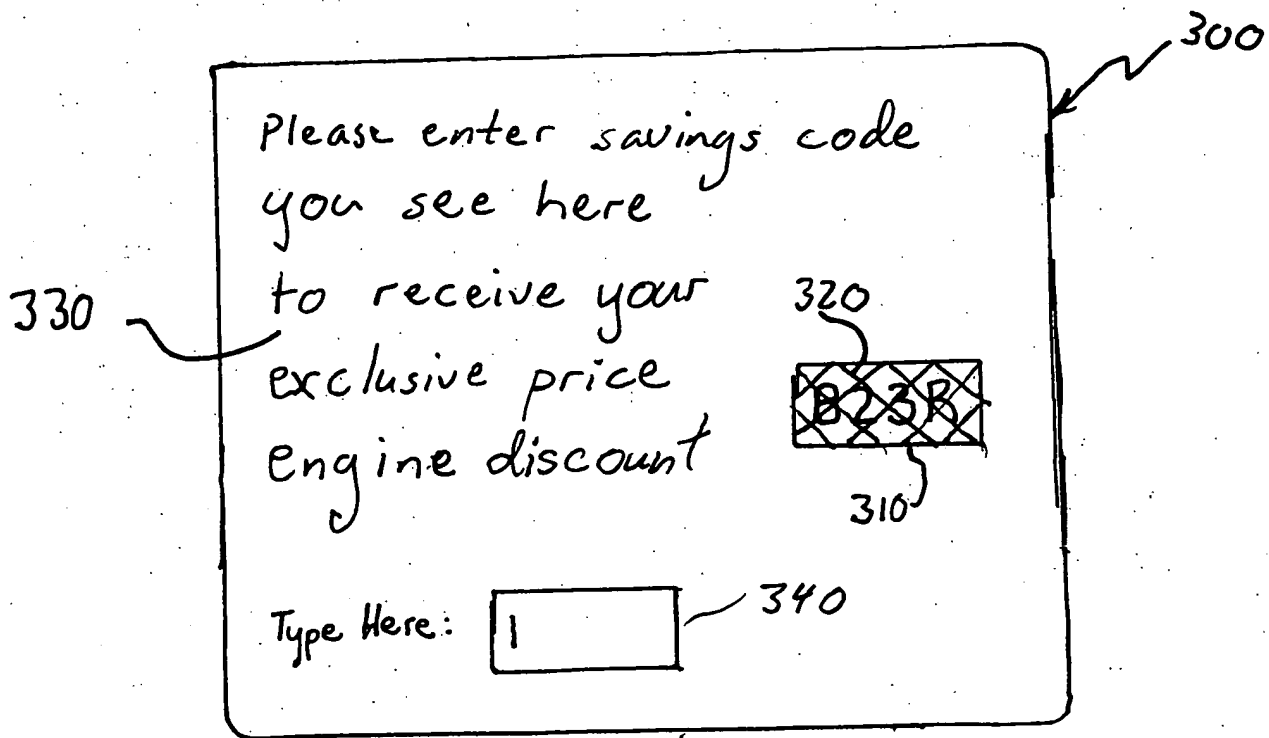 300
Please enter savings code
you see here
to receive your
330
320
exclusive price
B23R
engine discount
310
Type Here:
340